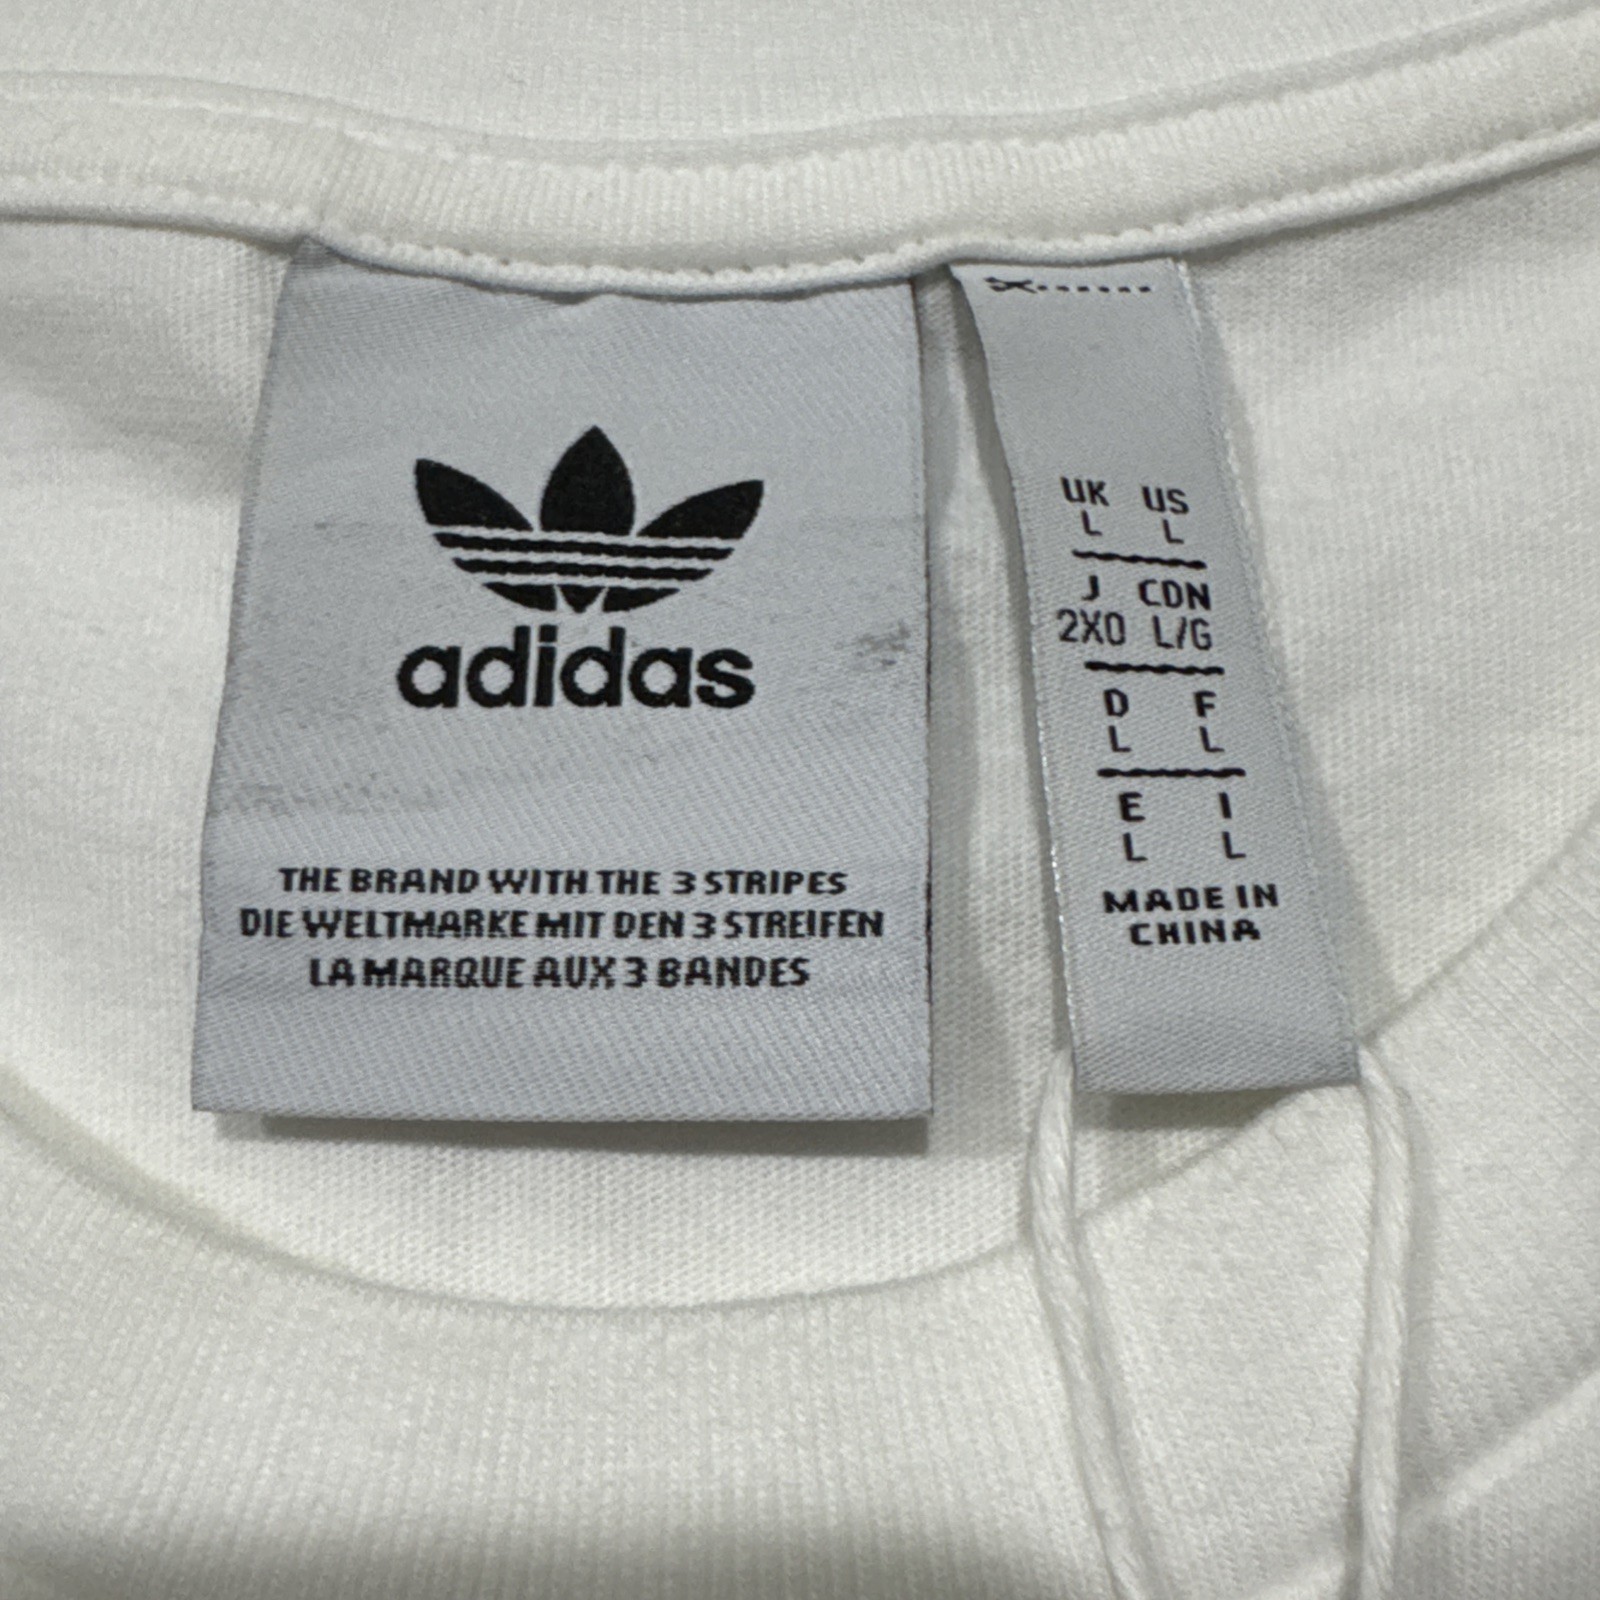 adidas
THE BRAND WITH THE 3 STRIPES
DIE WELTMARKE MIT DEN 3 STREIFEN
LA MARQUE AUX 3 BANDES
UK US
L L
J CDN
2XO L/G
D F
L L
E I
L L
MADE IN
CHINA